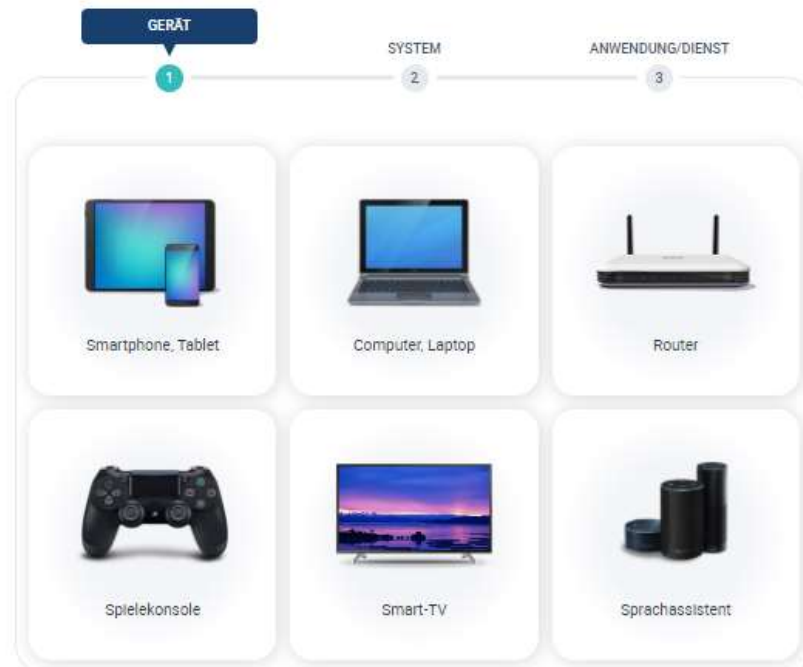 GERÄT
SYSTEM
ANWENDUNG/DIENST
1
2
3
Smartphone, Tablet
Computer, Laptop
Router
Spielekonsole
Smart-TV
Sprachassistent